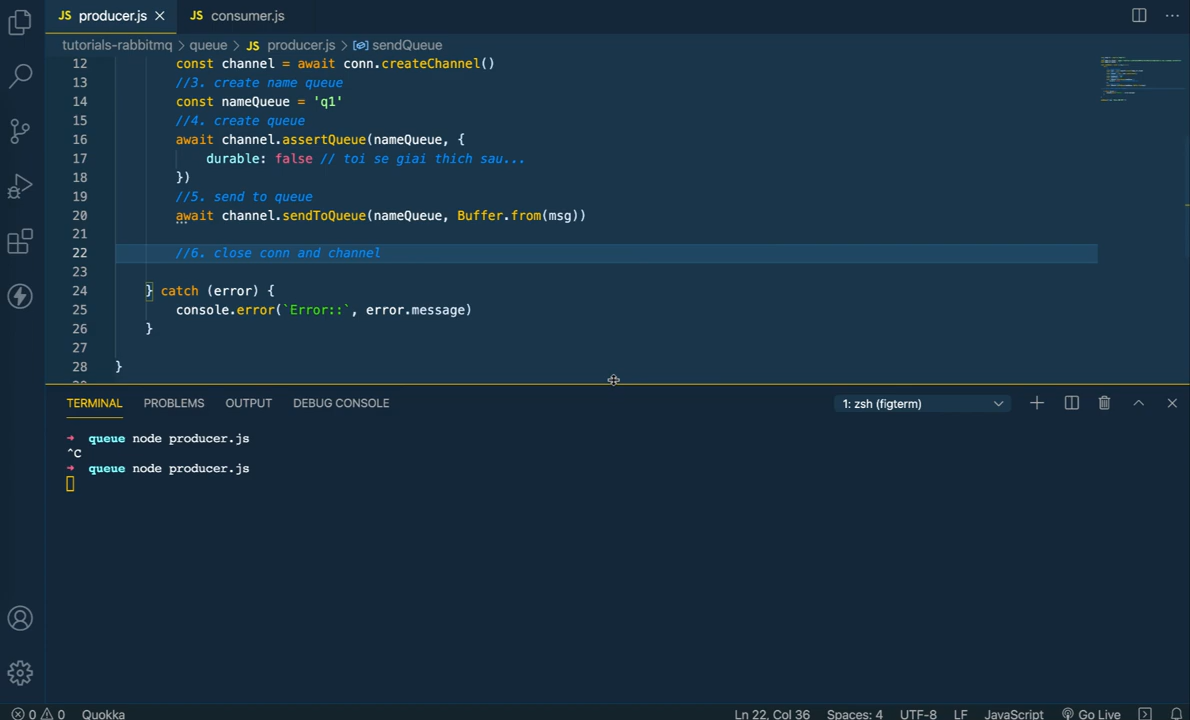 JS producer.js
JS consumer.js
tutorials-rabbitmq > queue > JS producer.js > sendQueue
12 const channel = await conn.createChannel()
13 //3. create name queue
14 const nameQueue = 'q1'
15 //4. create queue
16 await channel.assertQueue(nameQueue, {
17 durable: false // toi se giai thich sau...
18 })
19 //5. send to queue
20 await channel.sendToQueue(nameQueue, Buffer.from(msg))
21
22 //6. close conn and channel
23
24 } catch (error) {
25 console.error(`Error::`, error.message)
26 }
27
28 }
TERMINAL PROBLEMS OUTPUT DEBUG CONSOLE 1: zsh (figterm)
→ queue node producer.js
^C
→ queue node producer.js
0 0 Quokka Ln 22, Col 36 Spaces: 4 UTF-8 LF JavaScript Go Live